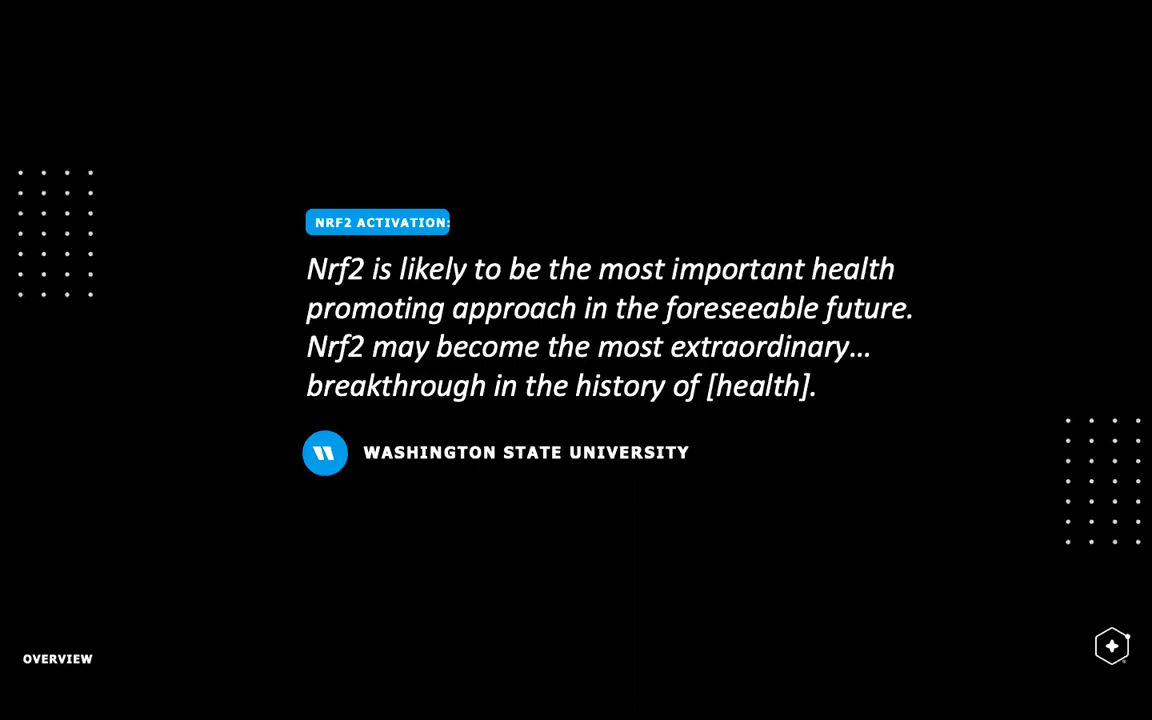 NRF2 ACTIVATION:
Nrf2 is likely to be the most important health
promoting approach in the foreseeable future.
Nrf2 may become the most extraordinary...
breakthrough in the history of [health].
WASHINGTON STATE UNIVERSITY
OVERVIEW